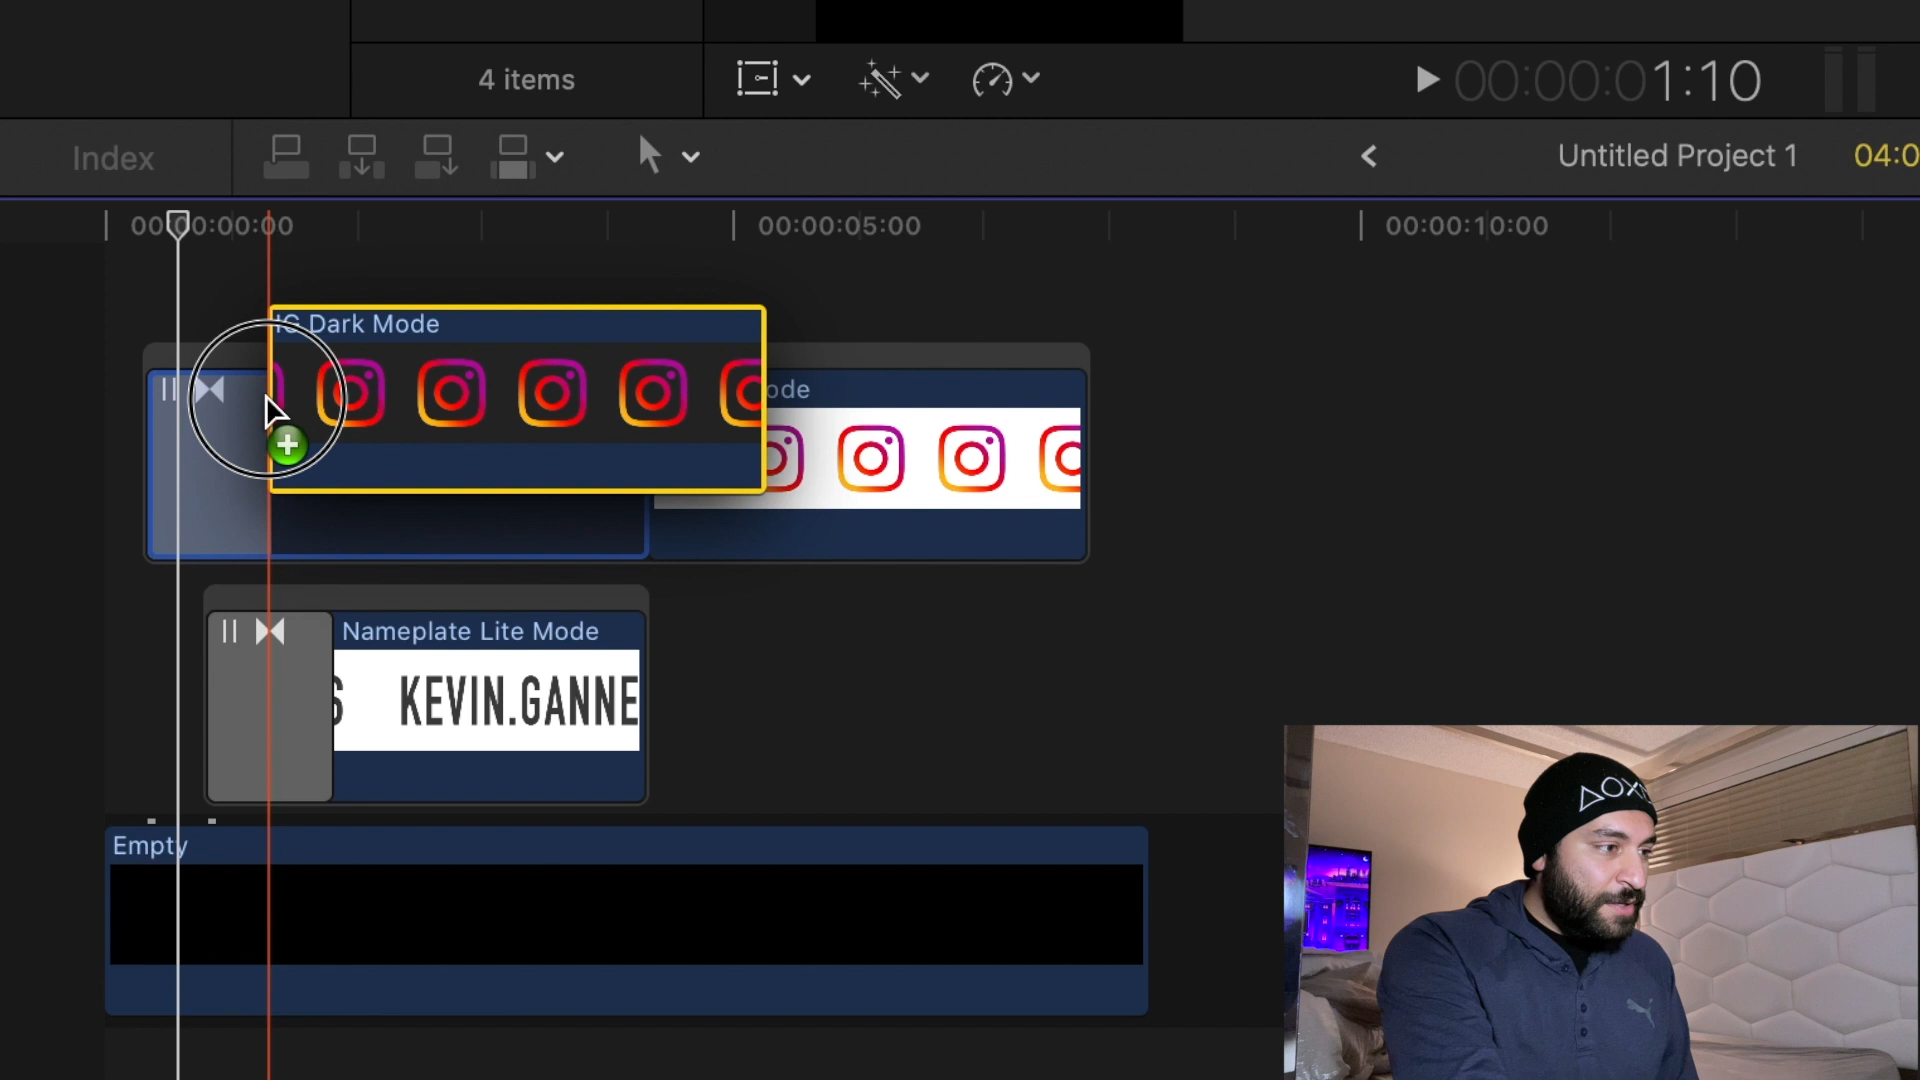 4 items
00:00:01:10
Index
Untitled Project 1
04:0
00:00:00:00
00:00:05:00
00:00:10:00
IG Dark Mode
ode
Nameplate Lite Mode
S KEVIN.GANNE
Empty